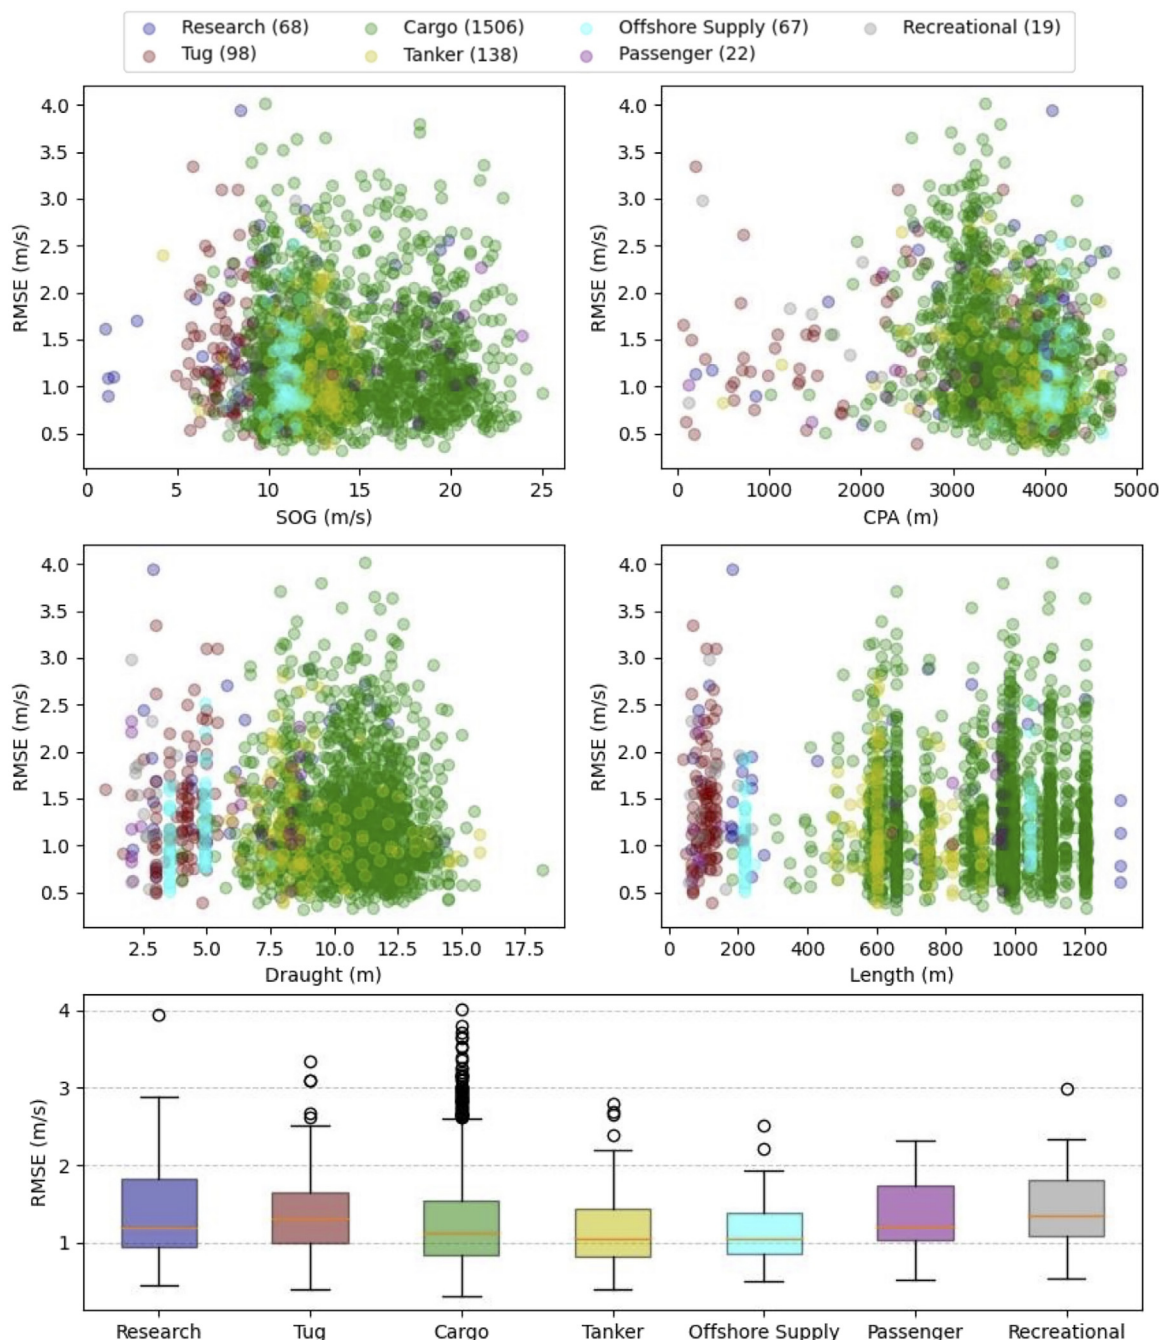 Research (68) Cargo (1506) Offshore Supply (67) Recreational (19)
Tug (98) Tanker (138) Passenger (22)
4.0 4.0
3.5 3.5
3.0 3.0
2.5 2.5
RMSE (m/s) RMSE (m/s)
2.0 2.0
1.5 1.5
1.0 1.0
0.5 0.5
0 5 10 15 20 25 0 1000 2000 3000 4000 5000
SOG (m/s) CPA (m)
4.0 4.0
3.5 3.5
3.0 3.0
2.5 2.5
RMSE (m/s) RMSE (m/s)
2.0 2.0
1.5 1.5
1.0 1.0
0.5 0.5
2.5 5.0 7.5 10.0 12.5 15.0 17.5 0 200 400 600 800 1000 1200
Draught (m) Length (m)
4
3
RMSE (m/s)
2
1
Research Tug Cargo Tanker Offshore Supply Passenger Recreational